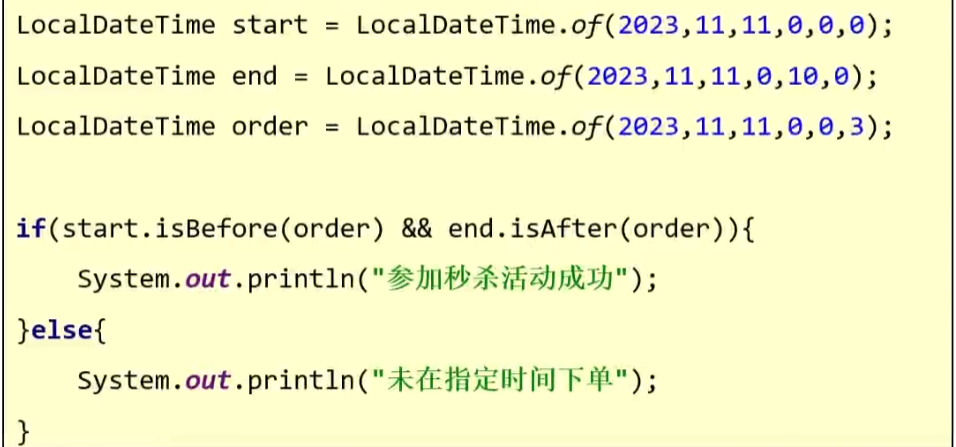 LocalDateTime start = LocalDateTime.of(2023,11,11,0,0,0);
LocalDateTime end = LocalDateTime.of(2023,11,11,0,10,0);
LocalDateTime order = LocalDateTime.of(2023,11,11,0,0,3);
if(start.isBefore(order) && end.isAfter(order)){
    System.out.println("参加秒杀活动成功");
}else{
    System.out.println("未在指定时间下单");
}